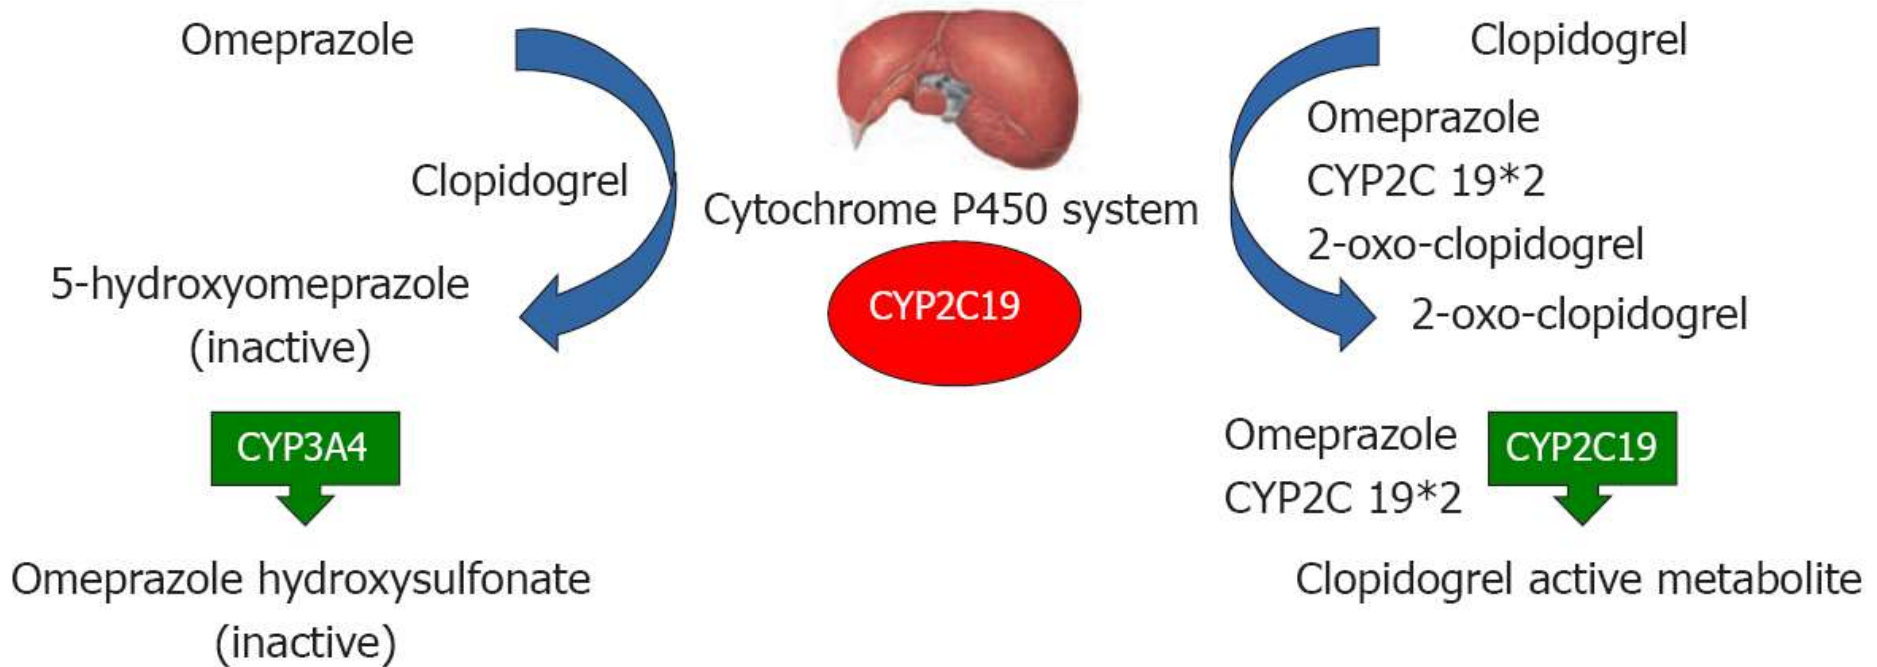 Omeprazole
Clopidogrel
5-hydroxyomeprazole
(inactive)
CYP3A4
Omeprazole hydroxysulfonate
(inactive)
Cytochrome P450 system
CYP2C19
Clopidogrel
Omeprazole
CYP2C 19*2
2-oxo-clopidogrel
2-oxo-clopidogrel
Omeprazole
CYP2C 19*2
CYP2C19
Clopidogrel active metabolite